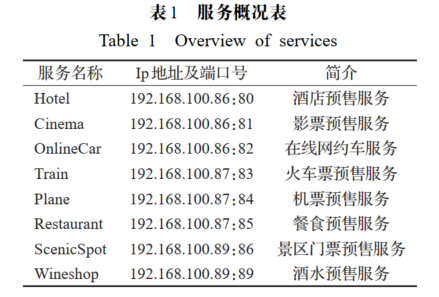 表1 服务概况表
Table 1 Overview of services
服务名称 Ip地址及端口号 简介
Hotel 192.168.100.86:80 酒店预售服务
Cinema 192.168.100.86:81 影票预售服务
OnlineCar 192.168.100.86:82 在线网约车服务
Train 192.168.100.87:83 火车票预售服务
Plane 192.168.100.87:84 机票预售服务
Restaurant 192.168.100.87:85 餐食预售服务
ScenicSpot 192.168.100.89:86 景区门票预售服务
Wineshop 192.168.100.89:89 酒水预售服务